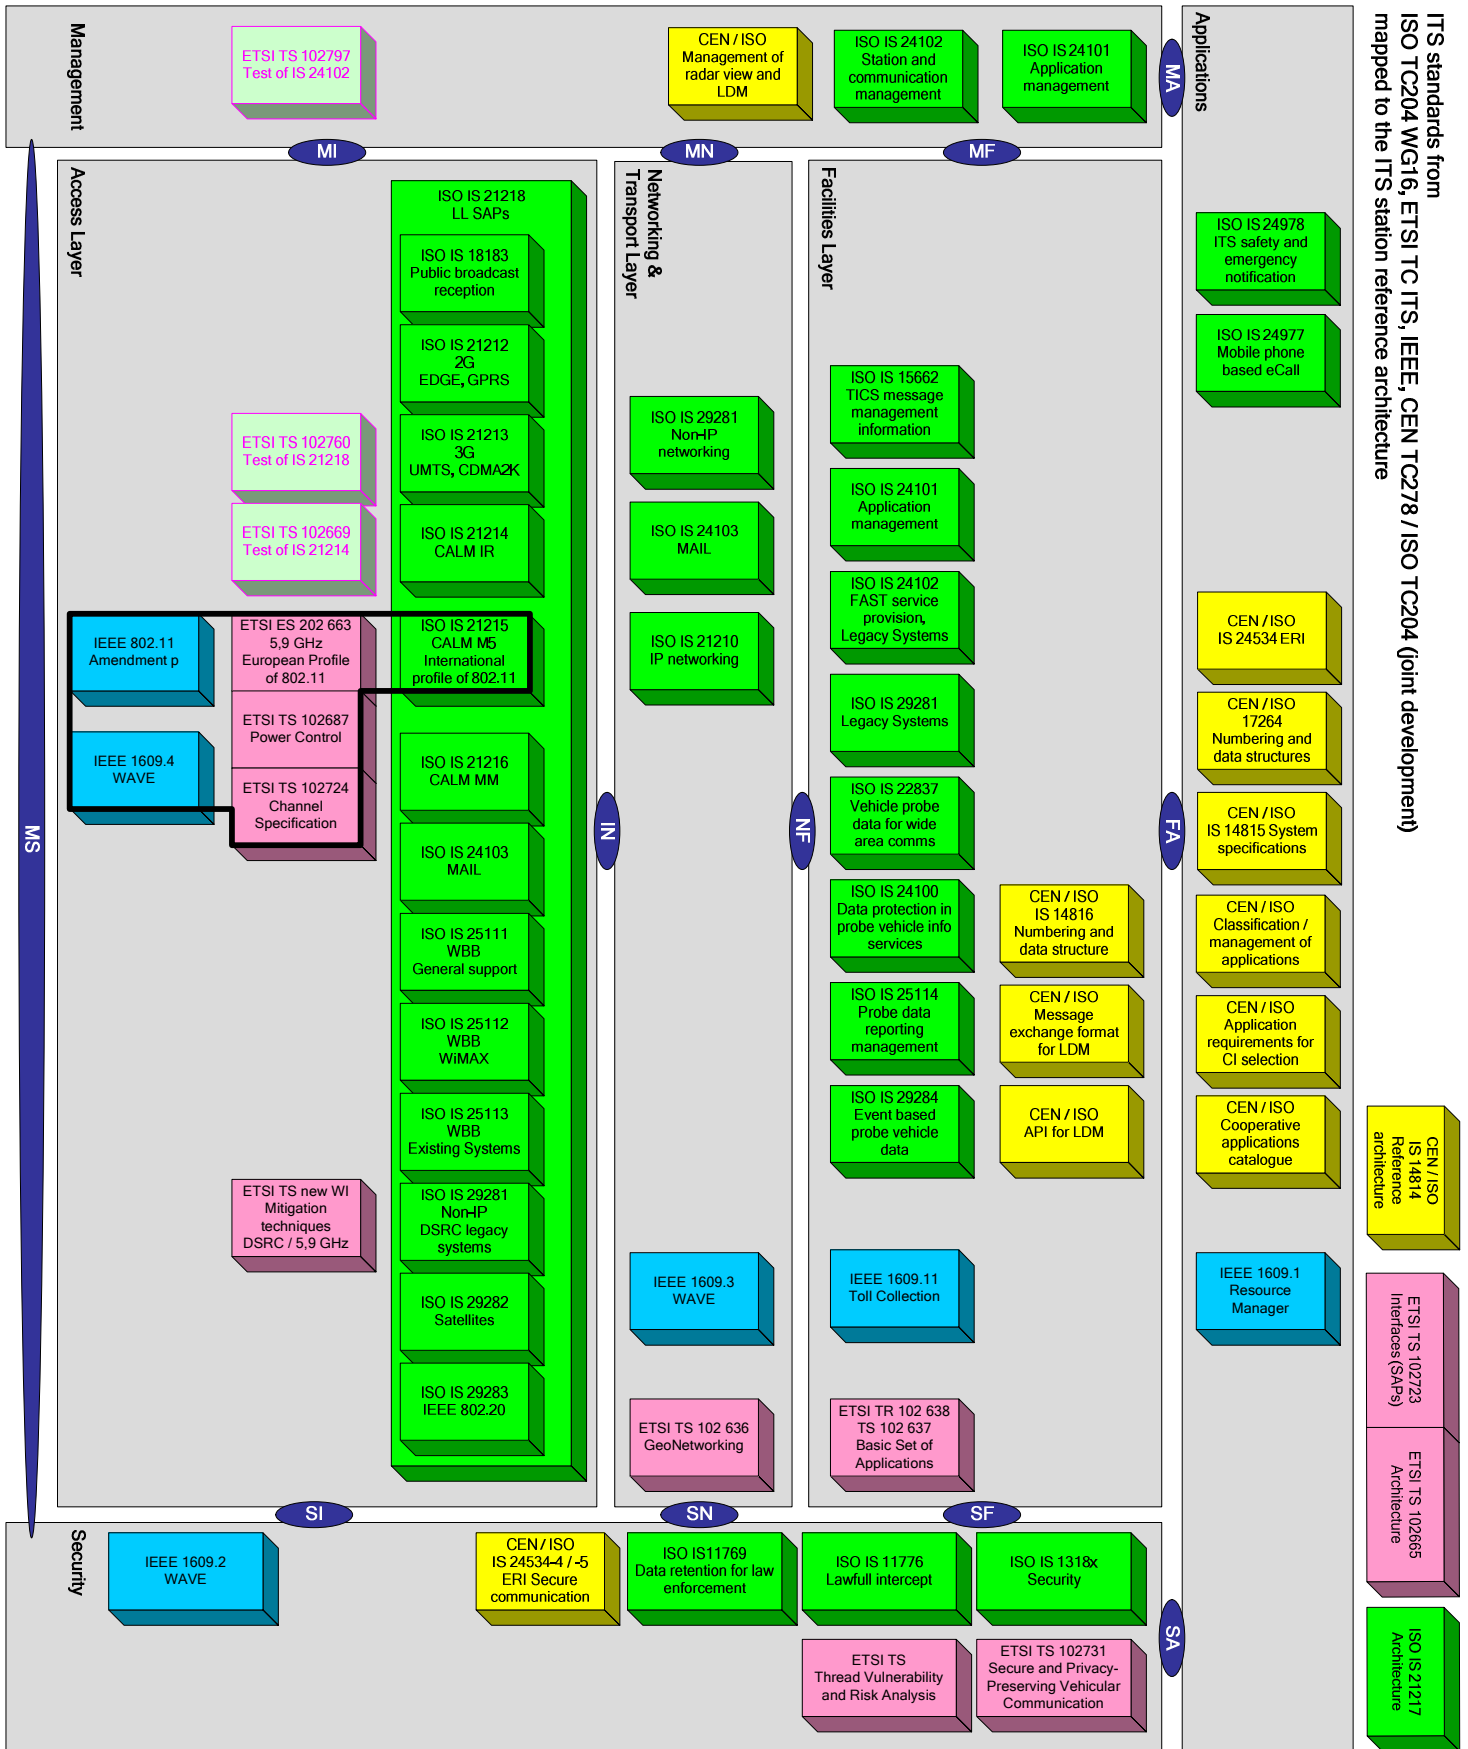 ITS standards from
ISO TC204 WG16, ETSI TC ITS, IEEE, CEN TC278 / ISO TC204 (joint development)
mapped to the ITS station reference architecture
CEN / ISO
IS 14814
Reference
architecture
ETSI TS 102723
Interfaces (SAPs)
ETSI TS 102665
Architecture
ISO IS 21217
Architecture
Applications
ISO IS 24978
ITS safety and
emergency
notification
ISO IS 24977
Mobile phone
based eCall
CEN / ISO
IS 24534 ERI
CEN / ISO
17264
Numbering and
data structures
CEN / ISO
IS 14815 System
specifications
CEN / ISO
Classification /
management of
applications
CEN / ISO
Application
requirements for
CI selection
CEN / ISO
Cooperative
applications
catalogue
IEEE 1609.1
Resource
Manager
MA
FA
SA
Management
ETSI TS 102797
Test of IS 24102
CEN / ISO
Management of
radar view and
LDM
ISO IS 24102
Station and
communication
management
ISO IS 24101
Application
management
MI
MN
MF
Facilities Layer
ISO IS 15662
TICS message
management
information
ISO IS 24101
Application
management
ISO IS 24102
FAST service
provision,
Legacy Systems
ISO IS 29281
Legacy Systems
ISO IS 22837
Vehicle probe
data for wide
area comms
ISO IS 24100
Data protection in
probe vehicle info
services
ISO IS 25114
Probe data
reporting
management
ISO IS 29284
Event based
probe vehicle
data
CEN / ISO
IS 14816
Numbering and
data structure
CEN / ISO
Message
exchange format
for LDM
CEN / ISO
API for LDM
IEEE 1609.11
Toll Collection
ETSI TR 102 638
TS 102 637
Basic Set of
Applications
NF
Networking &
Transport Layer
ISO IS 29281
Non-IP
networking
ISO IS 24103
MAIL
ISO IS 21210
IP networking
IEEE 1609.3
WAVE
ETSI TS 102 636
GeoNetworking
IN
Access Layer
ISO IS 21218
LL SAPs
ISO IS 18183
Public broadcast
reception
ISO IS 21212
2G
EDGE, GPRS
ISO IS 21213
3G
UMTS, CDMA2K
ISO IS 21214
CALM IR
ISO IS 21215
CALM M5
International
profile of 802.11
ISO IS 21216
CALM MM
ISO IS 24103
MAIL
ISO IS 25111
WBB
General support
ISO IS 25112
WBB
WiMAX
ISO IS 25113
WBB
Existing Systems
ISO IS 29281
Non-IP
DSRC legacy
systems
ISO IS 29282
Satellites
ISO IS 29283
IEEE 802.20
ETSI TS 102760
Test of IS 21218
ETSI TS 102669
Test of IS 21214
ETSI ES 202 663
5,9 GHz
European Profile
of 802.11
ETSI TS 102687
Power Control
ETSI TS 102724
Channel
Specification
ETSI TS new WI
Mitigation
techniques
DSRC / 5,9 GHz
IEEE 802.11
Amendment p
IEEE 1609.4
WAVE
MS
SI
SN
SF
Security
IEEE 1609.2
WAVE
CEN / ISO
IS 24534-4 / -5
ERI Secure
communication
ISO IS11769
Data retention for law
enforcement
ISO IS 11776
Lawfull intercept
ISO IS 1318x
Security
ETSI TS
Thread Vulnerability
and Risk Analysis
ETSI TS 102731
Secure and Privacy-
Preserving Vehicular
Communication